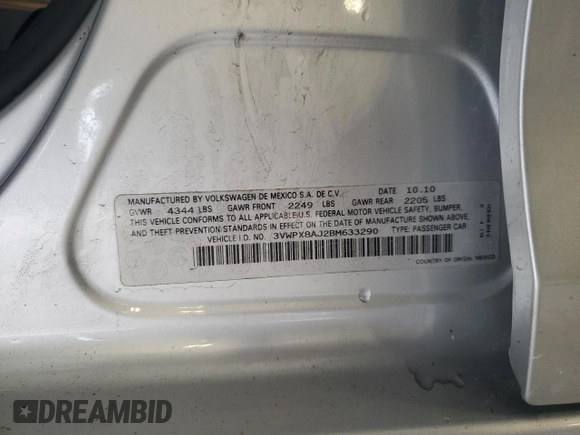 MANUFACTURED BY VOLKSWAGEN DE MEXICO S.A. DE C.V. 10.10
GVWR 4344 LBS GAWR FRONT 2249 LBS GAWR REAR 2205 LBS
THIS VEHICLE CONFORMS TO ALL APPLICABLE U.S. FEDERAL MOTOR VEHICLE SAFETY, BUMPER,
AND THEFT PREVENTION STANDARDS IN EFFECT ON THE DATE OF MANUFACTURE SHOWN ABOVE.
VEHICLE I.D. NO. 3VWPX8AJ2BM633290 TYPE: PASSENGER CAR
COUNTRY OF ORIGIN: MEXICO
DREAMBID